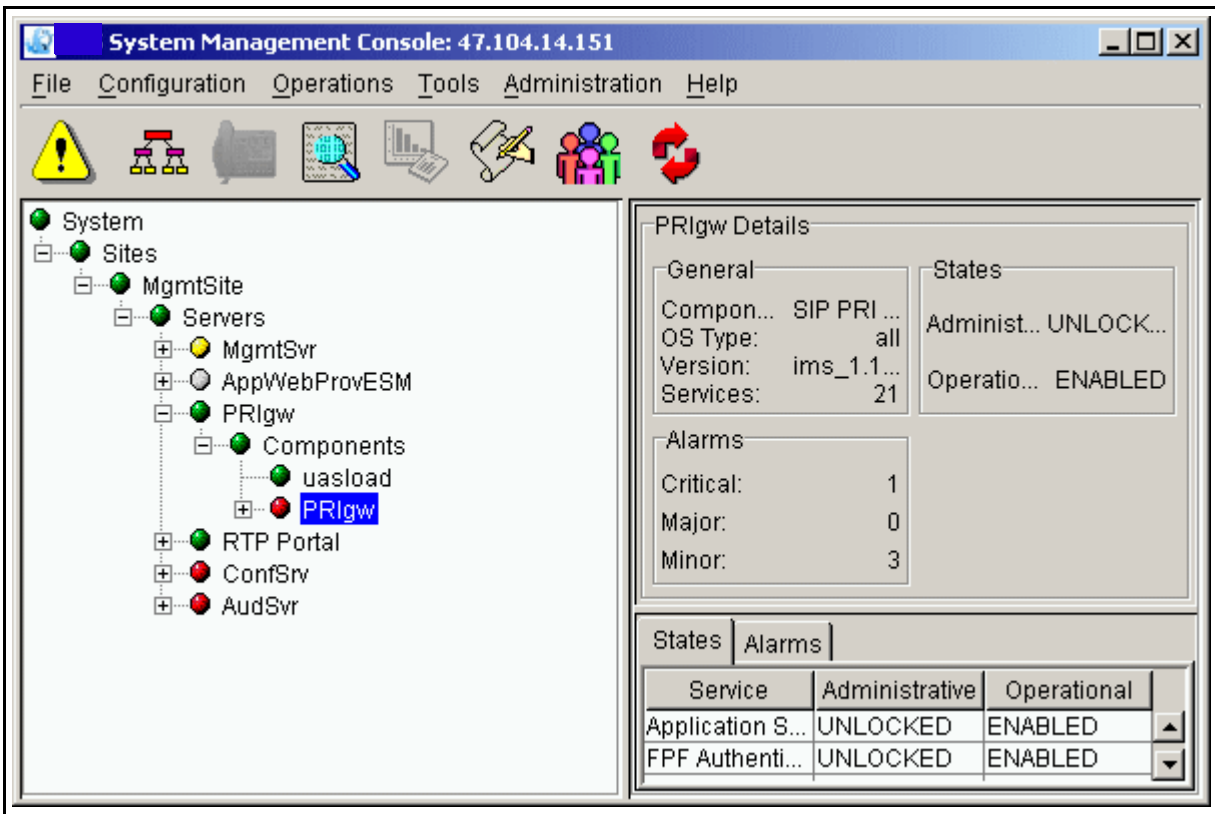 System Management Console: 47.104.14.151
File Configuration Operations Tools Administration Help
System
Sites
MgmtSite
Servers
MgmtSvr
AppWebProvESM
PRIgw
Components
uasload
PRIgw
RTP Portal
ConfSrv
AudSvr
PRIgw Details
General
Compon... SIP PRI ...
OS Type: all
Version: ims_1.1...
Services: 21
States
Administ... UNLOCK...
Operatio... ENABLED
Alarms
Critical: 1
Major: 0
Minor: 3
States Alarms
Service Administrative Operational
Application S... UNLOCKED ENABLED
FPF Authenti... UNLOCKED ENABLED